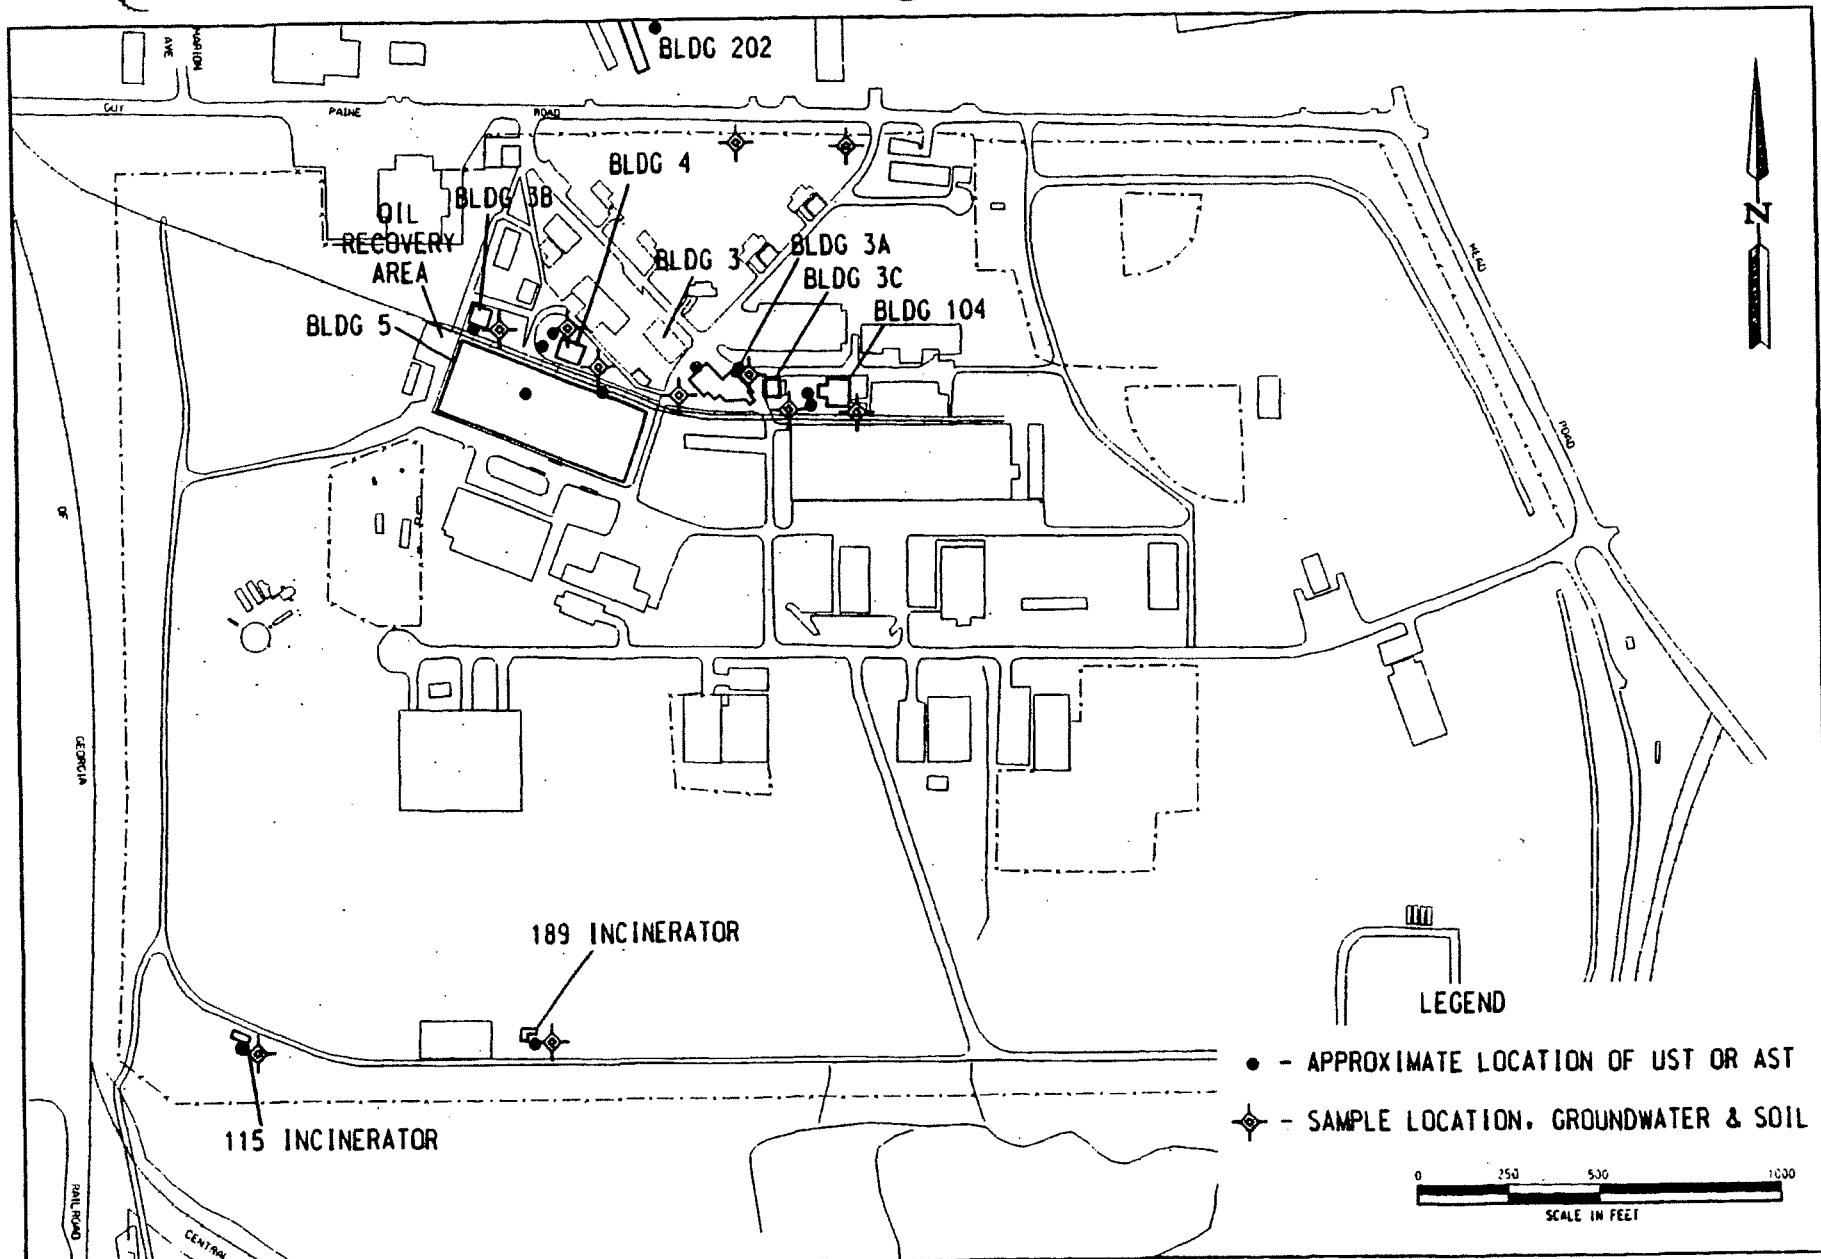 BLDG 202
MARION
AVE
GUY
PAINE
ROAD
BLDG 4
BLDG 3B
OIL
RECOVERY
AREA
BLDG 3
BLDG 3A
BLDG 3C
BLDG 104
BLDG 5
N
MEAD
ROAD
OF
GEORGIA
RAILROAD
CENTRAL
189 INCINERATOR
115 INCINERATOR
LEGEND
- APPROXIMATE LOCATION OF UST OR AST
- SAMPLE LOCATION, GROUNDWATER & SOIL
0 250 500 1000
SCALE IN FEET